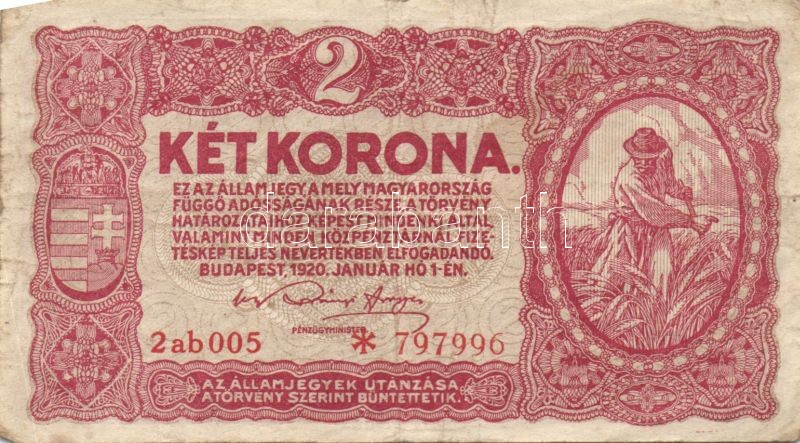 2
KÉT KORONA.
EZ AZ ÁLLAMJEGY A MELY MAGYARORSZÁG
FÜGGŐ ADÓSSÁGÁNAK RÉSZE, A TÖRVÉNY
HATÁROZATAIHOZ KÉPEST MINDENKI ÁLTAL
VALAMINT MINDEN KÖZPÉNZTÁRNÁL FIZE-
TÉSKÉP TELJES NÉVÉRTÉKBEN ELFOGADANDÓ.
BUDAPEST, 1920. JANUÁR HÓ 1-ÉN.
PÉNZÜGYMINISTER.
2ab005 * 797996
AZ ÁLLAMJEGYEK UTÁNZÁSA
A TÖRVÉNY SZERINT BÜNTETTETIK.
darabanth